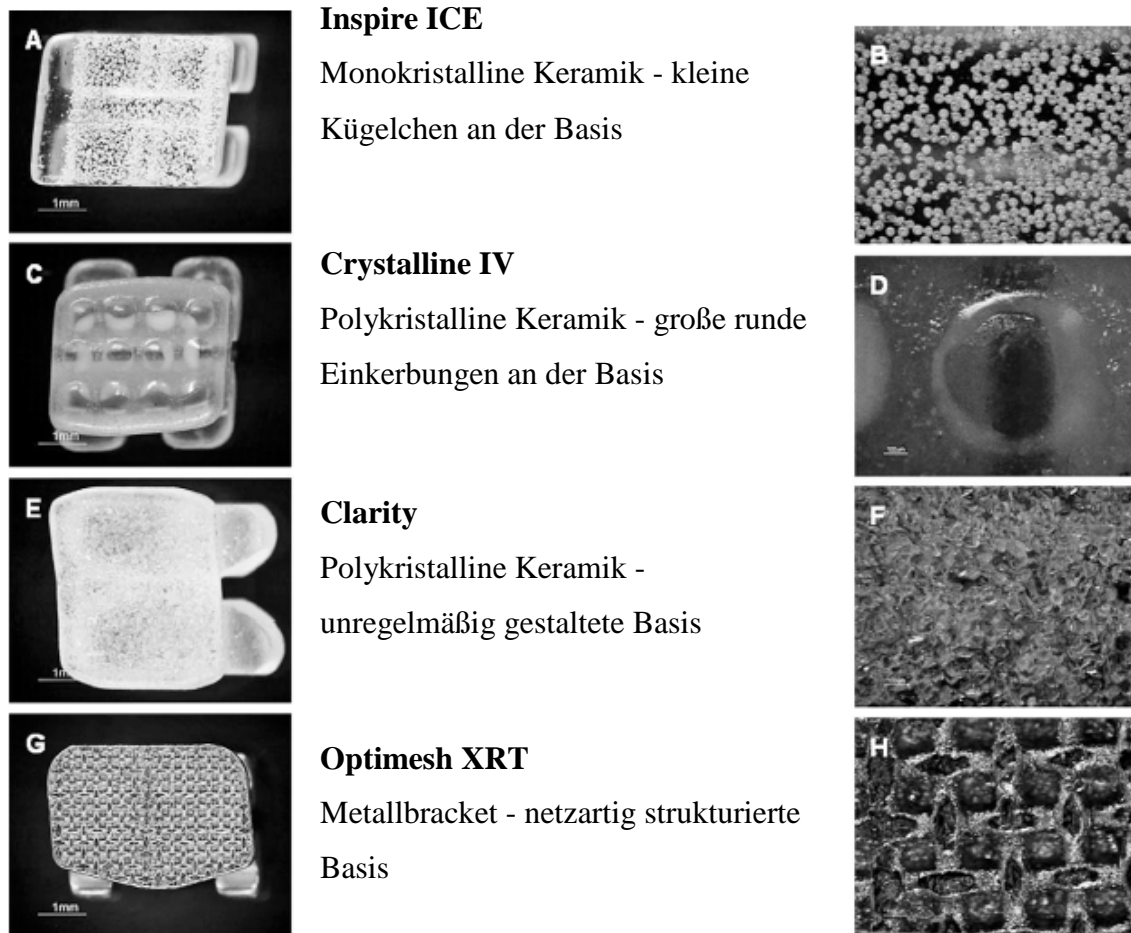 A
1mm
Inspire ICE
Monokristalline Keramik - kleine
Kügelchen an der Basis
B
C
1mm
Crystalline IV
Polykristalline Keramik - große runde
Einkerbungen an der Basis
D
E
1mm
Clarity
Polykristalline Keramik -
unregelmäßig gestaltete Basis
F
G
1mm
Optimesh XRT
Metallbracket - netzartig strukturierte
Basis
H